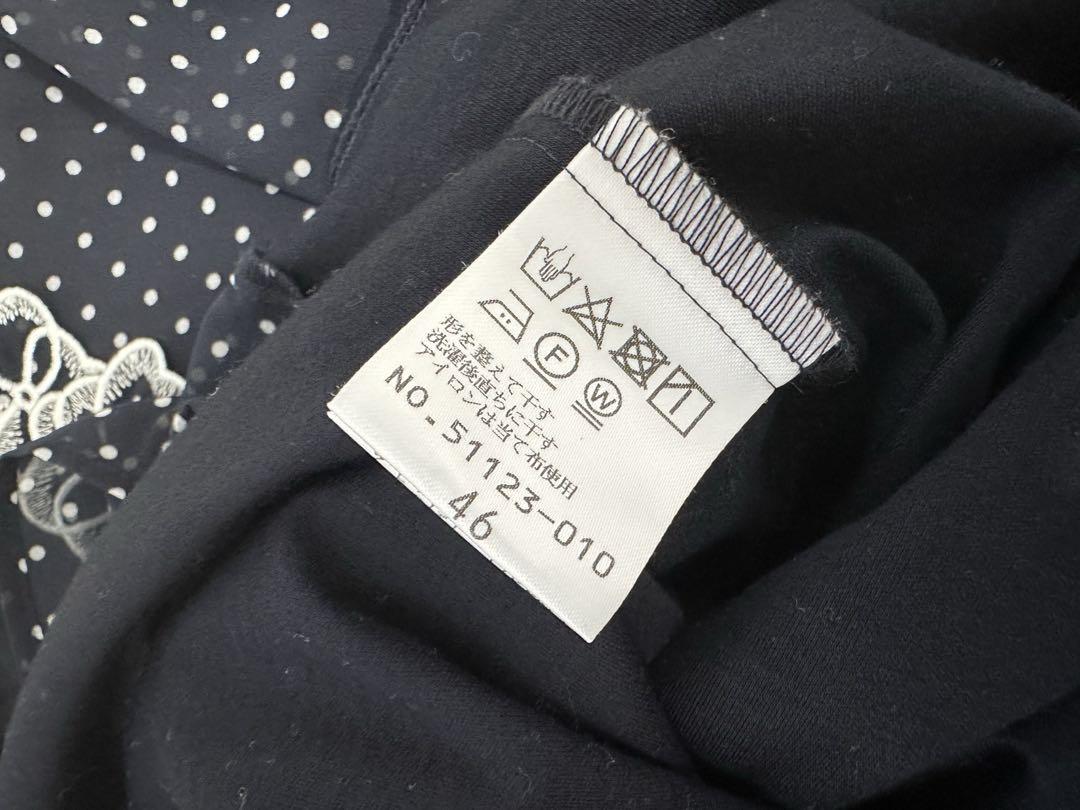 F
W
形を整えて干す
洗濯後直ちに干す
アイロンは当て布使用
NO-51123-010
46